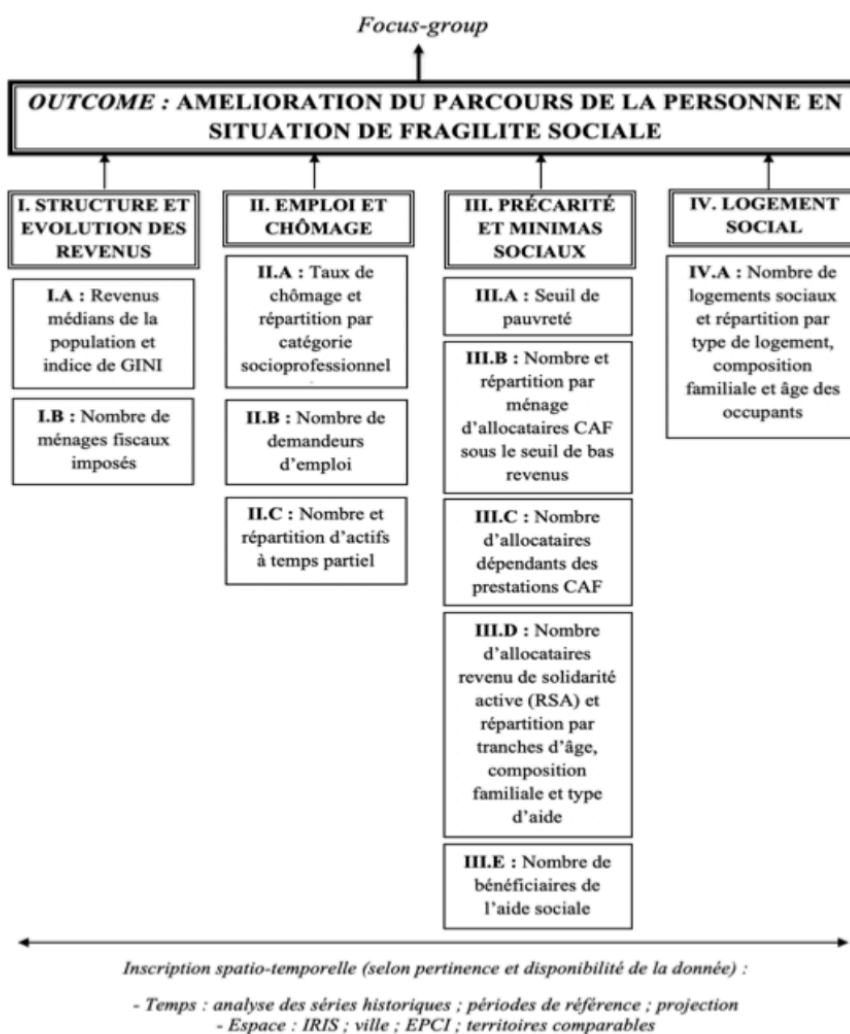 Focus-group
OUTCOME : AMELIORATION DU PARCOURS DE LA PERSONNE EN
SITUATION DE FRAGILITE SOCIALE
I. STRUCTURE ET
EVOLUTION DES
REVENUS
I.A : Revenus
médians de la
population et
indice de GINI
I.B : Nombre de
ménages fiscaux
imposés
II. EMPLOI ET
CHÔMAGE
II.A : Taux de
chômage et
répartition par
catégorie
socioprofessionnel
II.B : Nombre de
demandeurs
d'emploi
II.C : Nombre et
répartition d'actifs
à temps partiel
III. PRÉCARITÉ
ET MINIMAS
SOCIAUX
III.A : Seuil de
pauvreté
III.B : Nombre et
répartition par
ménage
d'allocataires CAF
sous le seuil de bas
revenus
III.C : Nombre
d'allocataires
dépendants des
prestations CAF
III.D : Nombre
d'allocataires
revenu de solidarité
active (RSA) et
répartition par
tranches d'âge,
composition
familiale et type
d'aide
III.E : Nombre de
bénéficiaires de
l'aide sociale
IV. LOGEMENT
SOCIAL
IV.A : Nombre de
logements sociaux
et répartition par
type de logement,
composition
familiale et âge des
occupants
Inscription spatio-temporelle (selon pertinence et disponibilité de la donnée) :
- Temps : analyse des séries historiques ; périodes de référence ; projection
- Espace : IRIS ; ville ; EPCI ; territoires comparables